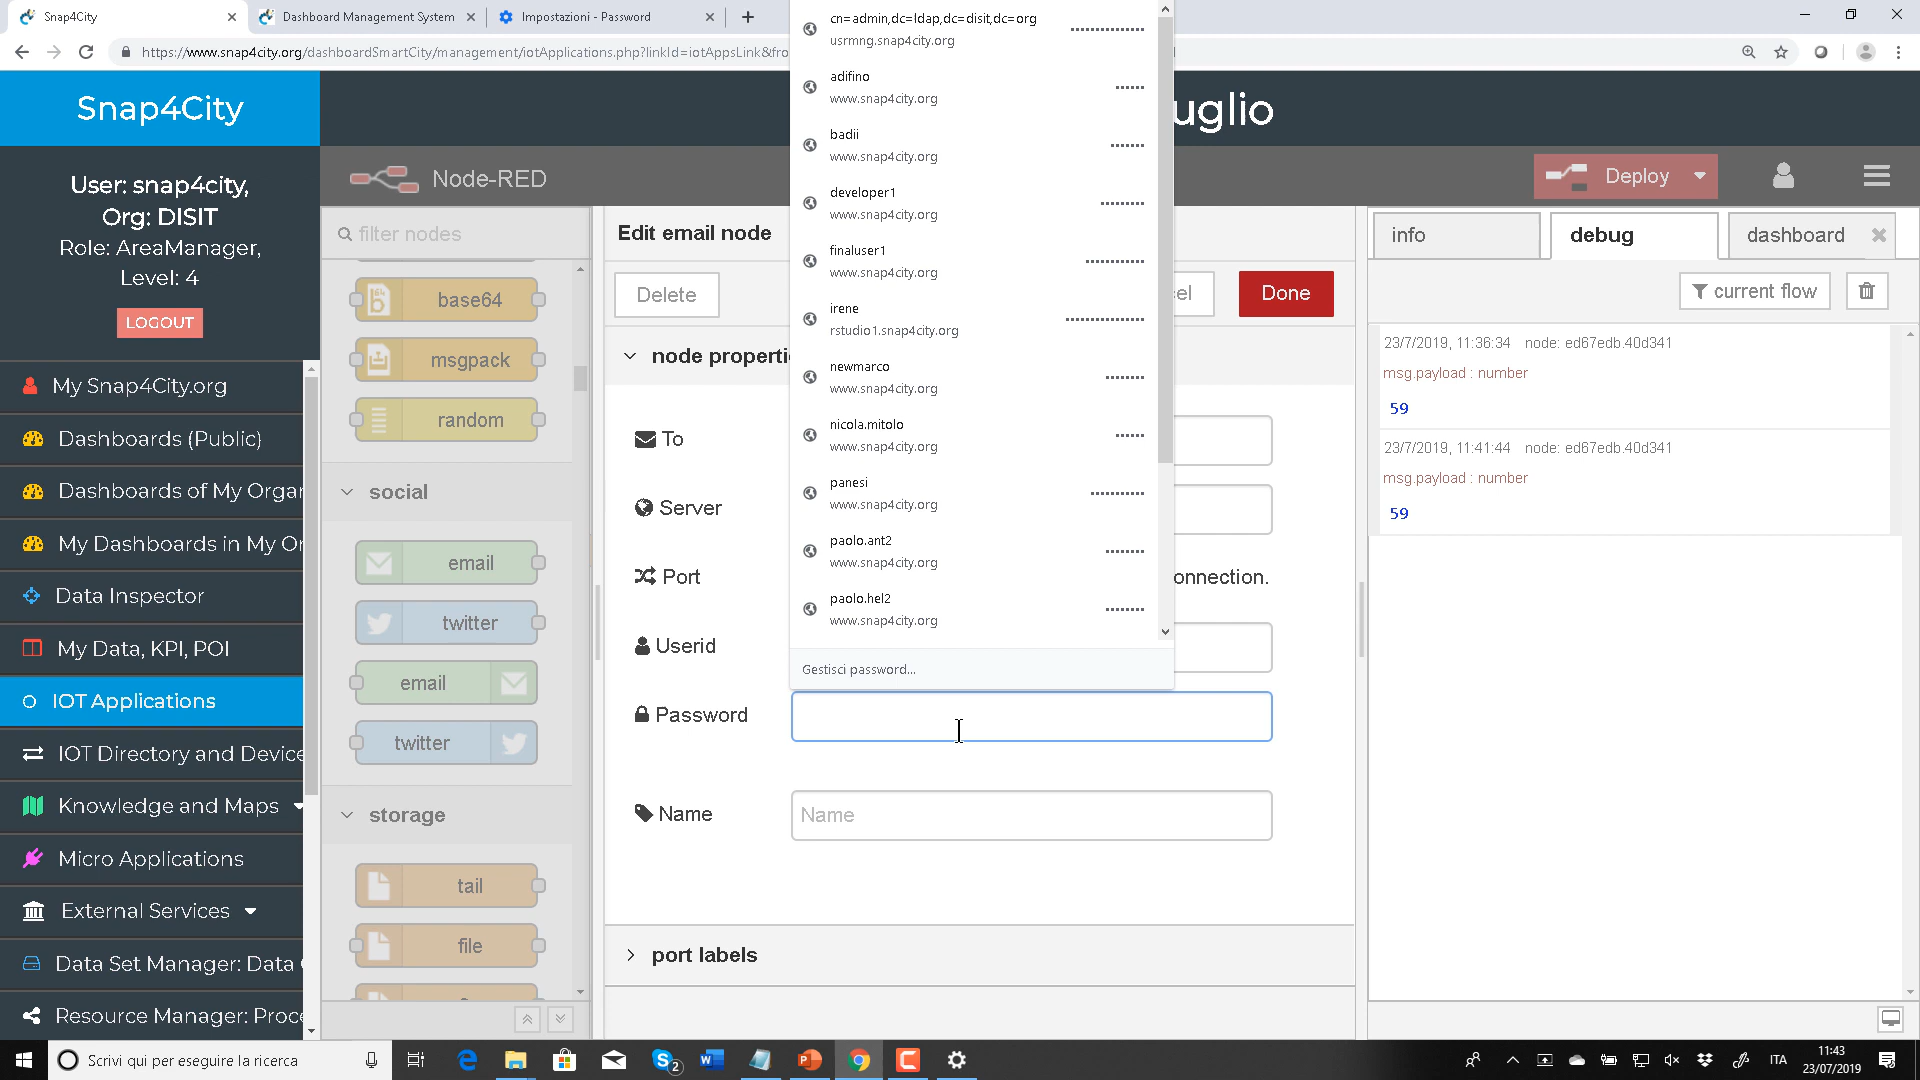 Snap4City
Dashboard Management System
Impostazioni - Password
https://www.snap4city.org/dashboardSmartCity/management/iotApplications.php?linkId=iotAppsLink&fro
Snap4City
User: snap4city,
Org: DISIT
Role: AreaManager,
Level: 4
LOGOUT
My Snap4City.org
Dashboards (Public)
Dashboards of My Organ
My Dashboards in My Or
Data Inspector
My Data, KPI, POI
IOT Applications
IOT Directory and Device
Knowledge and Maps
Micro Applications
External Services
Data Set Manager: Data
Resource Manager: Proce
uglio
Node-RED
Deploy
filter nodes
base64
msgpack
random
social
email
twitter
email
twitter
storage
tail
file
Edit email node
Delete
cel
Done
node properti
To
Server
Port
onnection.
Userid
Password
Name
Name
port labels
cn=admin,dc=ldap,dc=disit,dc=org
usrmng.snap4city.org
adifino
www.snap4city.org
badii
www.snap4city.org
developer1
www.snap4city.org
finaluser1
www.snap4city.org
irene
rstudio1.snap4city.org
newmarco
www.snap4city.org
nicola.mitolo
www.snap4city.org
panesi
www.snap4city.org
paolo.ant2
www.snap4city.org
paolo.hel2
www.snap4city.org
Gestisci password...
info
debug
dashboard
current flow
23/7/2019, 11:36:34 node: ed67edb.40d341
msg.payload : number
59
23/7/2019, 11:41:44 node: ed67edb.40d341
msg.payload : number
59
Scrivi qui per eseguire la ricerca
2
ITA
11:43
23/07/2019